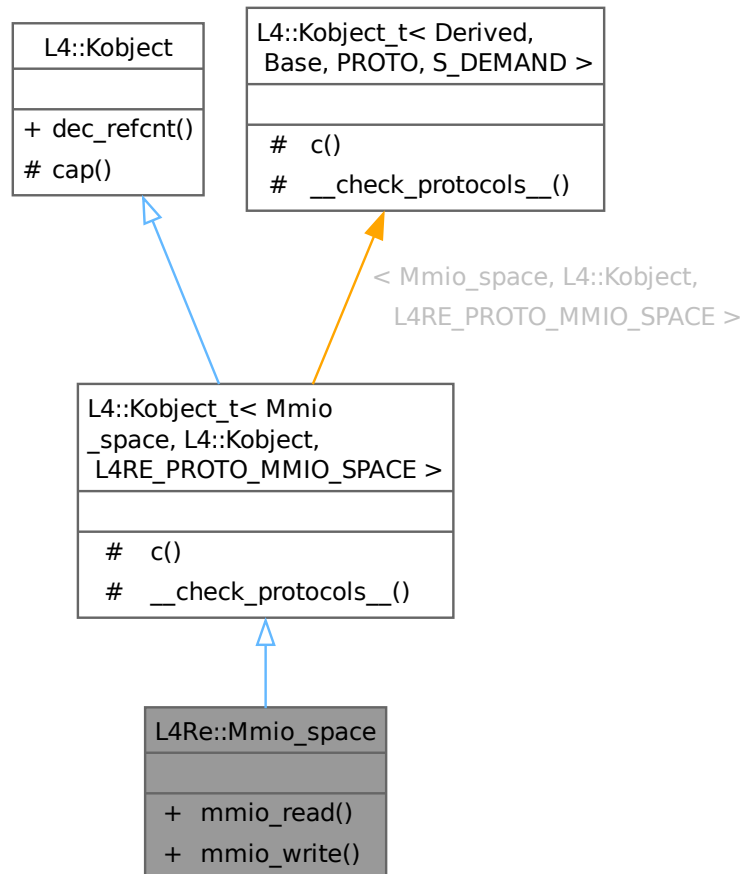 L4::Kobject
+ dec_refcnt()
# cap()
L4::Kobject_t< Derived,
Base, PROTO, S_DEMAND >
# c()
# __check_protocols__()
< Mmio_space, L4::Kobject,
L4RE_PROTO_MMIO_SPACE >
L4::Kobject_t< Mmio
_space, L4::Kobject,
L4RE_PROTO_MMIO_SPACE >
# c()
# __check_protocols__()
L4Re::Mmio_space
+ mmio_read()
+ mmio_write()